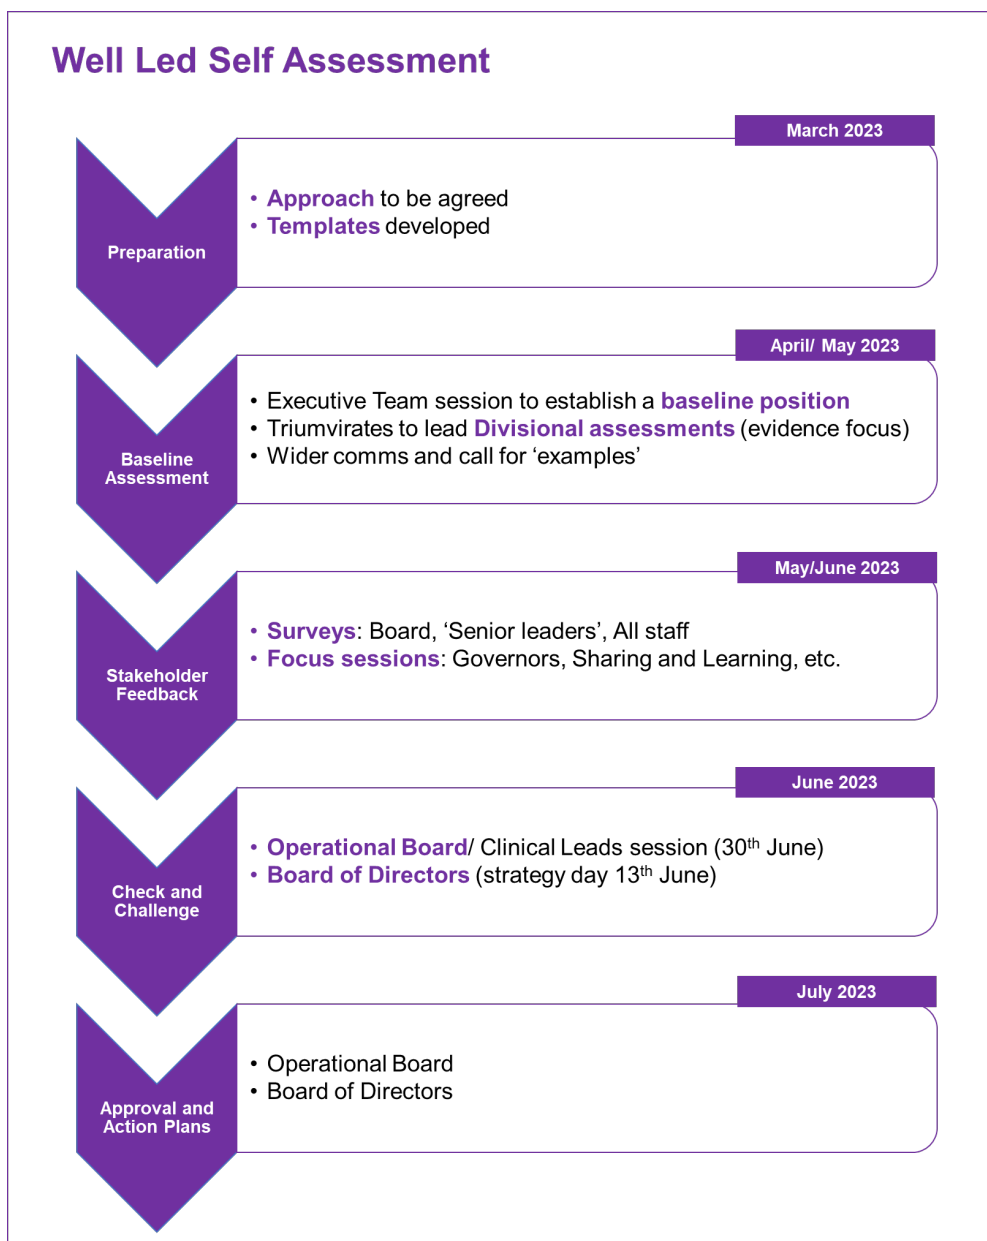 Well Led Self Assessment
March 2023
Preparation
• Approach to be agreed
• Templates developed
April/ May 2023
Baseline
Assessment
• Executive Team session to establish a baseline position
• Triumvirates to lead Divisional assessments (evidence focus)
• Wider comms and call for ‘examples’
May/June 2023
Stakeholder
Feedback
• Surveys: Board, ‘Senior leaders’, All staff
• Focus sessions: Governors, Sharing and Learning, etc.
June 2023
Check and
Challenge
• Operational Board/ Clinical Leads session (30th June)
• Board of Directors (strategy day 13th June)
July 2023
Approval and
Action Plans
• Operational Board
• Board of Directors